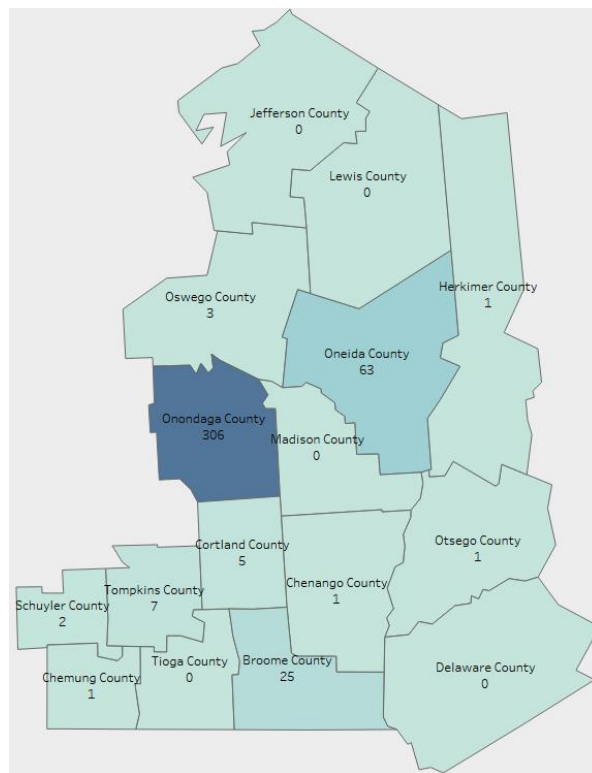 Jefferson County
0
Lewis County
0
Herkimer County
1
Oswego County
3
Oneida County
63
Onondaga County
306
Madison County
0
Cortland County
5
Otsego County
1
Chenango County
1
Tompkins County
7
Schuyler County
2
Tioga County
0
Broome County
25
Delaware County
0
Chemung County
1